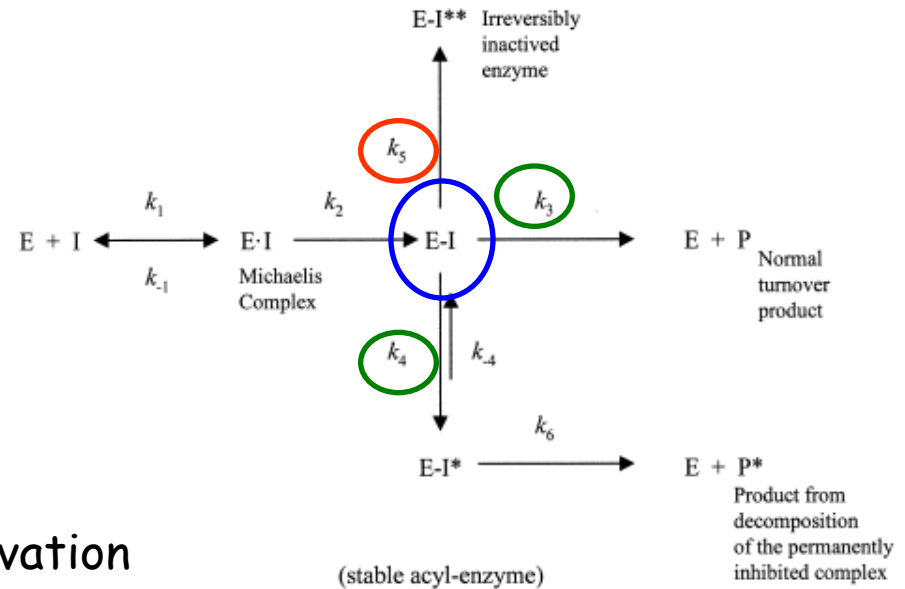 E-I** Irreversibly
inactived
enzyme
k5
k3
k1
k2
E + I
E·I
E-I
E + P
k-1
Michaelis
Complex
Normal
turnover
product
k4
k-4
k6
E-I*
E + P*
Product from
decomposition
of the permanently
inhibited complex
vation
(stable acyl-enzyme)